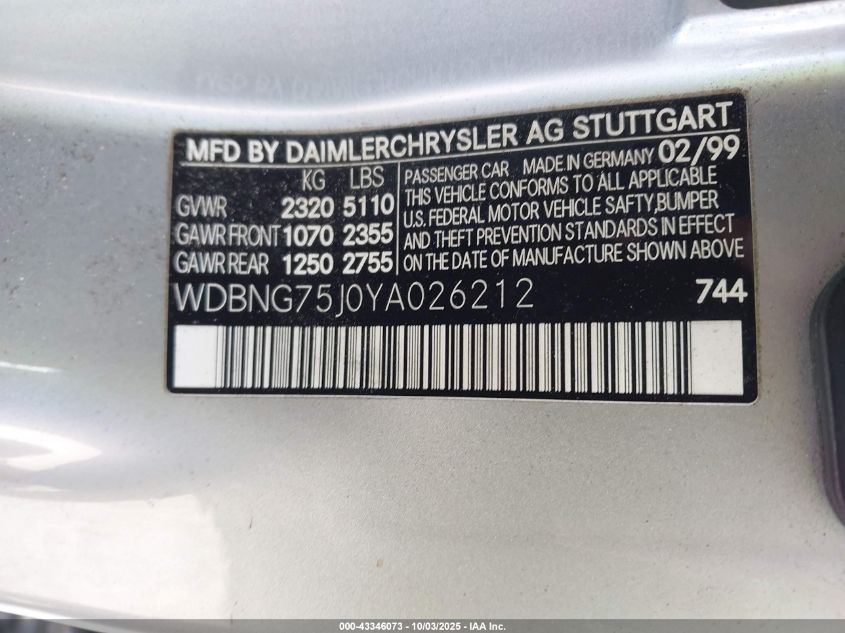 MFD BY DAIMLERCHRYSLER AG STUTTGART
KG LBS
GVWR 2320 5110
GAWR FRONT 1070 2355
GAWR REAR 1250 2755
PASSENGER CAR MADE IN GERMANY 02/99
THIS VEHICLE CONFORMS TO ALL APPLICABLE
U.S. FEDERAL MOTOR VEHICLE SAFTY,BUMPER
AND THEFT PREVENTION STANDARDS IN EFFECT
ON THE DATE OF MANUFACTURE SHOWN ABOVE
WDBNG75J0YA026212 744
000-43346073 - 10/03/2025 - IAA Inc.